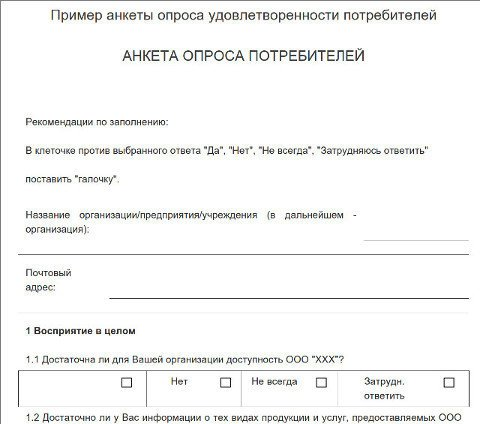 Пример анкеты опроса удовлетворенности потребителей
АНКЕТА ОПРОСА ПОТРЕБИТЕЛЕЙ
Рекомендации по заполнению:
В клеточке против выбранного ответа "Да", "Нет", "Не всегда", "Затрудняюсь ответить"
поставить "галочку".
Название организации/предприятия/учреждения (в дальнейшем -
организация):
Почтовый
адрес:
1 Восприятие в целом
1.1 Достаточна ли для Вашей организации доступность ООО "ХХХ"?
Нет Не всегда Затрудн.
ответить
1.2 Достаточно ли у Вас информации о тех видах продукции и услуг, предоставляемых ООО